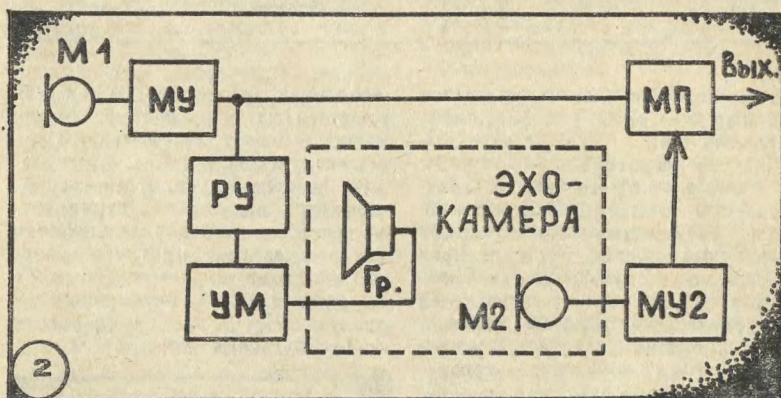 М1
МУ
МП
Вых.
РУ
ЭХО-
КАМЕРА
Гр.
УМ
М2
МУ2
2